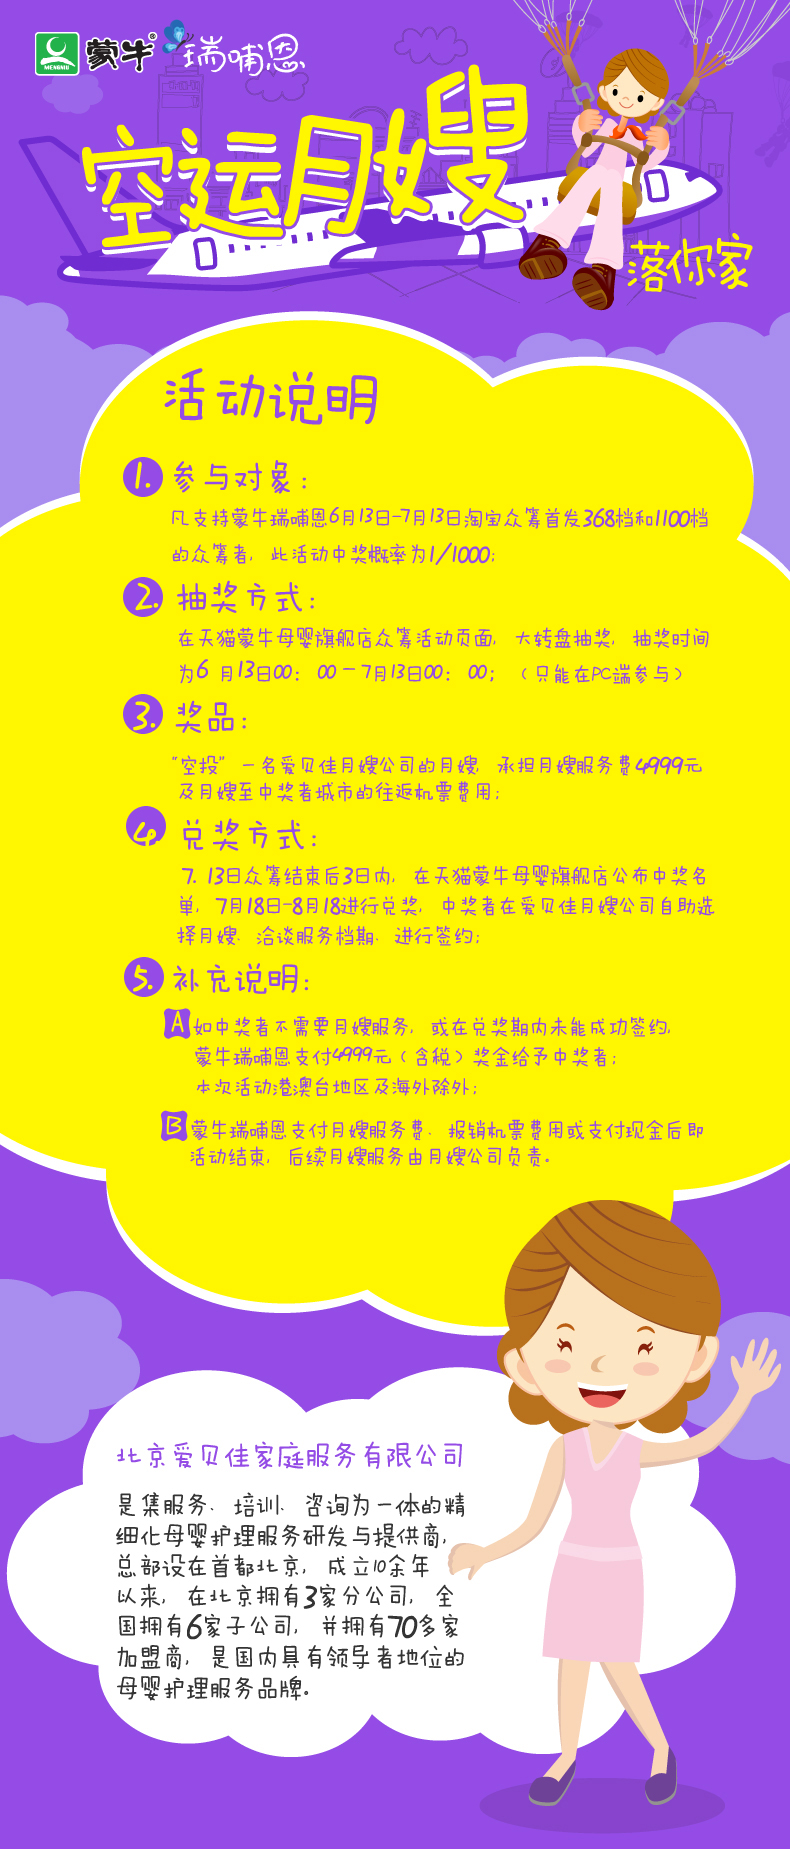 MENGNIU 蒙牛® 瑞哺恩
空运月嫂
落你家
活动说明
1. 参与对象：
凡支持蒙牛瑞哺恩6月13日-7月13日淘宝众筹首发368档和1100档
的众筹者，此活动中奖概率为1/1000；
2. 抽奖方式：
在天猫蒙牛母婴旗舰店众筹活动页面，大转盘抽奖，抽奖时间
为6 月13日00：00 — 7月13日00：00；（只能在PC端参与）
3. 奖品：
“空投”一名爱贝佳月嫂公司的月嫂，承担月嫂服务费4999元
及月嫂至中奖者城市的往返机票费用；
4. 兑奖方式：
7. 13日众筹结束后3日内，在天猫蒙牛母婴旗舰店公布中奖名
单，7月18日-8月18进行兑奖，中奖者在爱贝佳月嫂公司自助选
择月嫂、洽谈服务档期、进行签约；
5. 补充说明：
A 如中奖者不需要月嫂服务，或在兑奖期内未能成功签约，
蒙牛瑞哺恩支付4999元（含税）奖金给予中奖者；
本次活动港澳台地区及海外除外；
B 蒙牛瑞哺恩支付月嫂服务费、报销机票费用或支付现金后即
活动结束，后续月嫂服务由月嫂公司负责。
北京爱贝佳家庭服务有限公司
是集服务、培训、咨询为一体的精
细化母婴护理服务研发与提供商，
总部设在首都北京，成立10余年
以来，在北京拥有3家分公司，全
国拥有6家子公司，并拥有70多家
加盟商，是国内具有领导者地位的
母婴护理服务品牌。